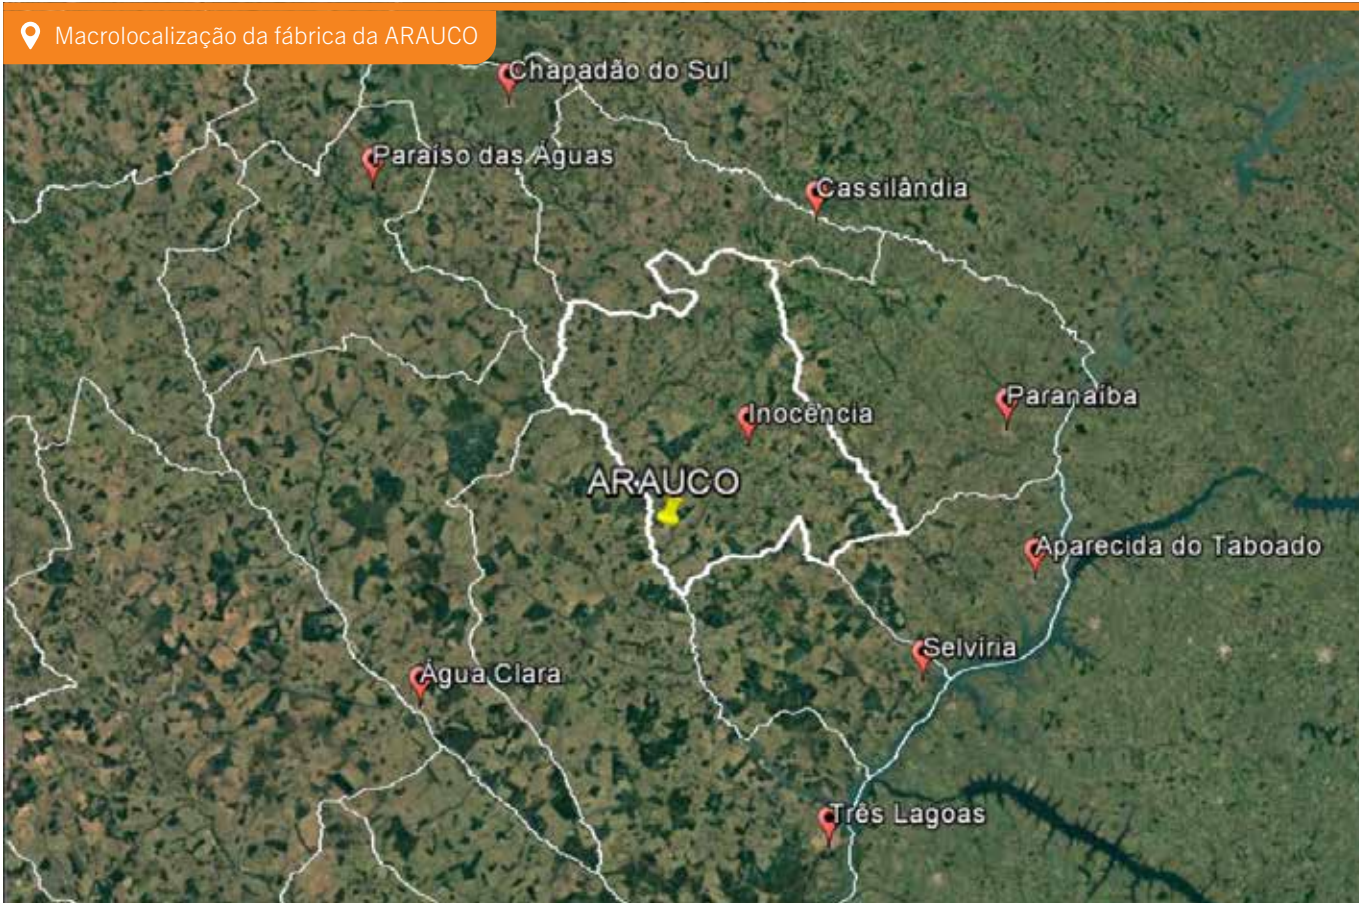 Macrolocalização da fábrica da ARAUCO
Chapadão do Sul
Paraíso das Águas
Cassilândia
Paranaíba
Inocência
ARAUCO
Aparecida do Taboado
Selvíria
Água Clara
Três Lagoas